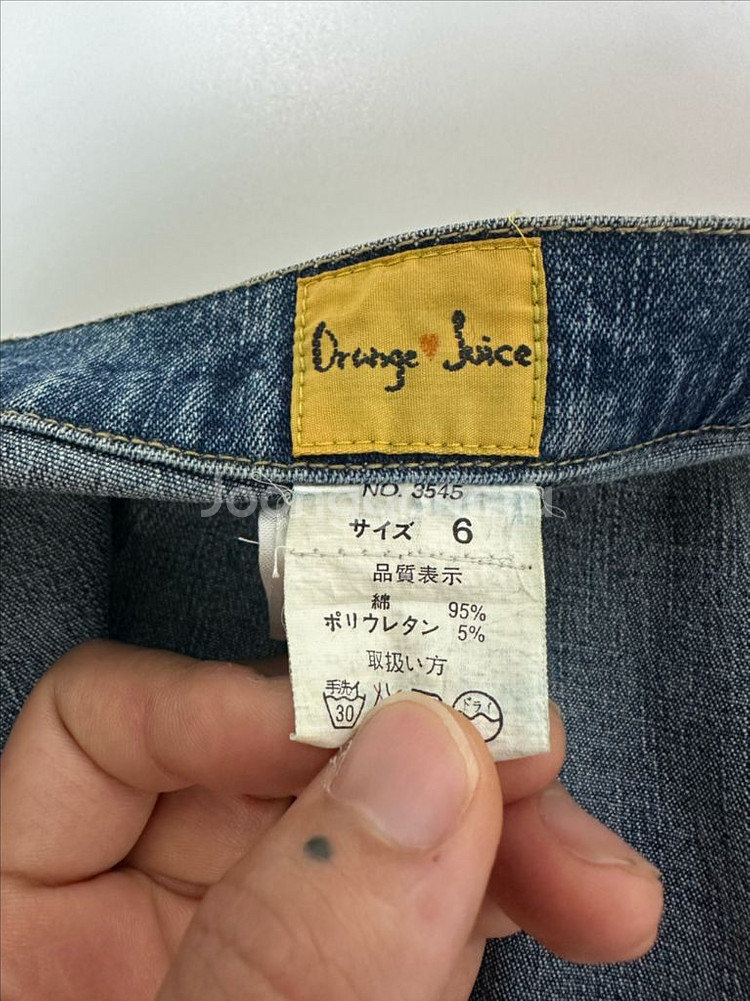 Orange Juice
NO. 3545
サイズ 6
品質表示
綿 95%
ポリウレタン 5%
取扱い方
手洗イ
30
ドライ